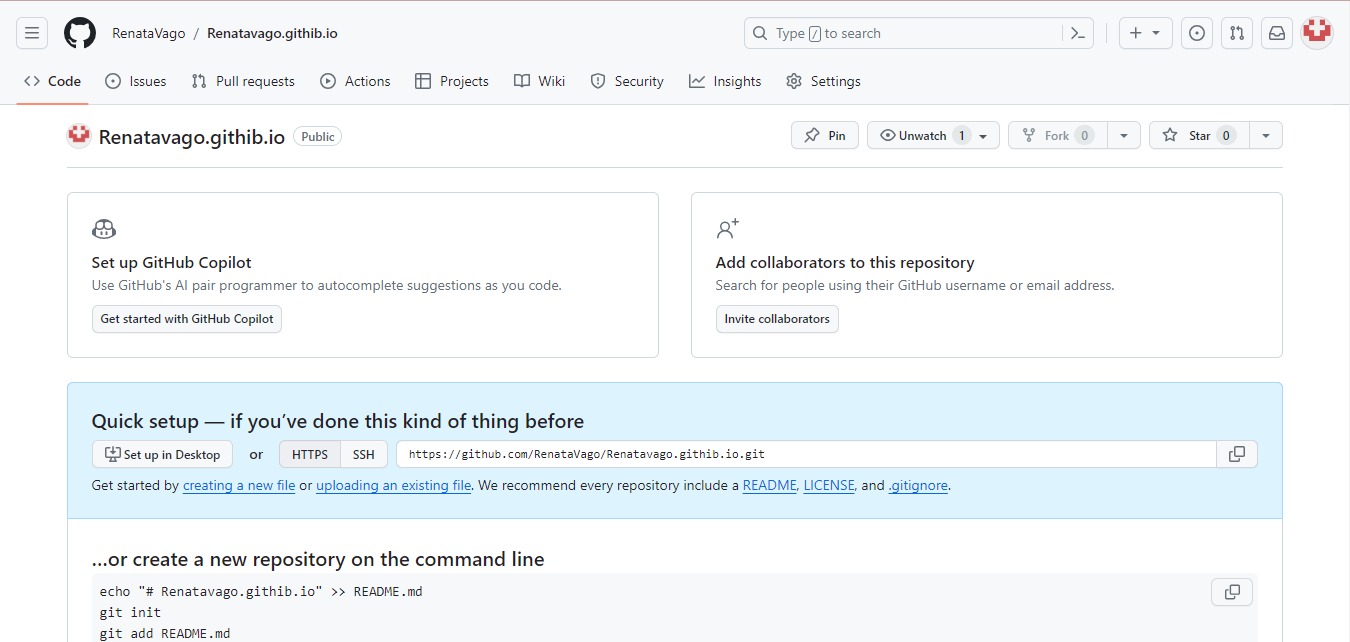 RenataVago / Renatavago.githib.io
Type / to search
Code Issues Pull requests Actions Projects Wiki Security Insights Settings
Renatavago.githib.io Public
Pin Unwatch 1 Fork 0 Star 0
Set up GitHub Copilot
Use GitHub's AI pair programmer to autocomplete suggestions as you code.
Get started with GitHub Copilot
Add collaborators to this repository
Search for people using their GitHub username or email address.
Invite collaborators
Quick setup — if you’ve done this kind of thing before
Set up in Desktop or HTTPS SSH https://github.com/RenataVago/Renatavago.githib.io.git
Get started by creating a new file or uploading an existing file. We recommend every repository include a README, LICENSE, and .gitignore.
…or create a new repository on the command line
echo "# Renatavago.githib.io" >> README.md
git init
git add README.md